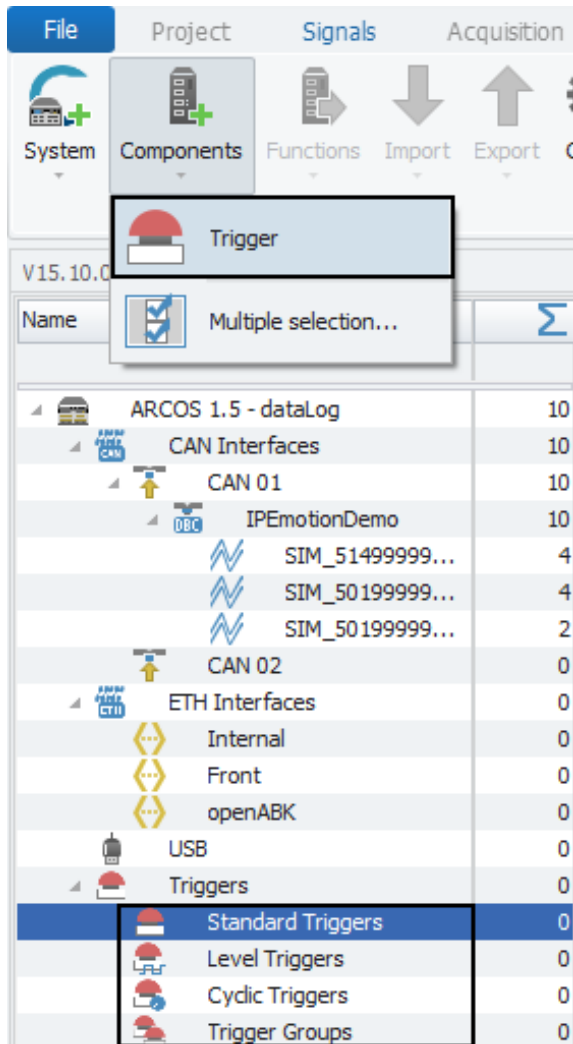 File Project Signals Acquisition
System Components Functions Import Export
Trigger
V15.10.0
Name Σ
Multiple selection...
ARCOS 1.5 - dataLog 10
CAN Interfaces 10
CAN 01 10
DBC IPEmotionDemo 10
SIM_51499999... 4
SIM_50199999... 4
SIM_50199999... 2
CAN 02 0
ETH Interfaces 0
Internal 0
Front 0
openABK 0
USB 0
Triggers 0
Standard Triggers 0
Level Triggers 0
Cyclic Triggers 0
Trigger Groups 0